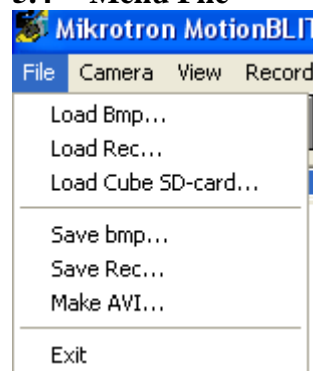 Mikrotron MotionBLIT
File Camera View Record
Load Bmp...
Load Rec...
Load Cube SD-card...
Save bmp...
Save Rec...
Make AVI...
Exit